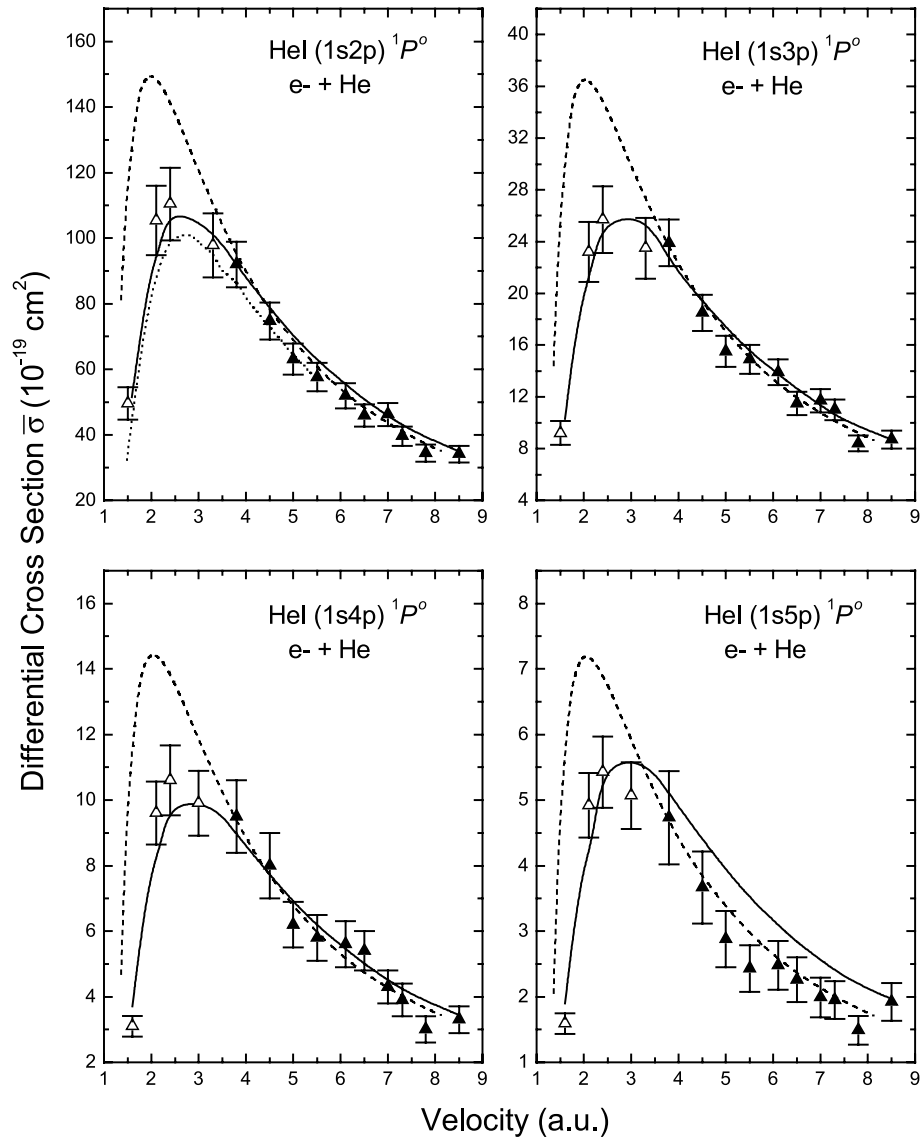 Differential Cross Section σ̅ (10⁻¹⁹ cm²)
160
140
120
100
80
60
40
20
HeI (1s2p) ¹Pᵒ
e- + He
1 2 3 4 5 6 7 8 9
40
36
32
28
24
20
16
12
8
4
HeI (1s3p) ¹Pᵒ
e- + He
1 2 3 4 5 6 7 8 9
16
14
12
10
8
6
4
2
HeI (1s4p) ¹Pᵒ
e- + He
1 2 3 4 5 6 7 8 9
8
7
6
5
4
3
2
1
HeI (1s5p) ¹Pᵒ
e- + He
1 2 3 4 5 6 7 8 9
Velocity (a.u.)